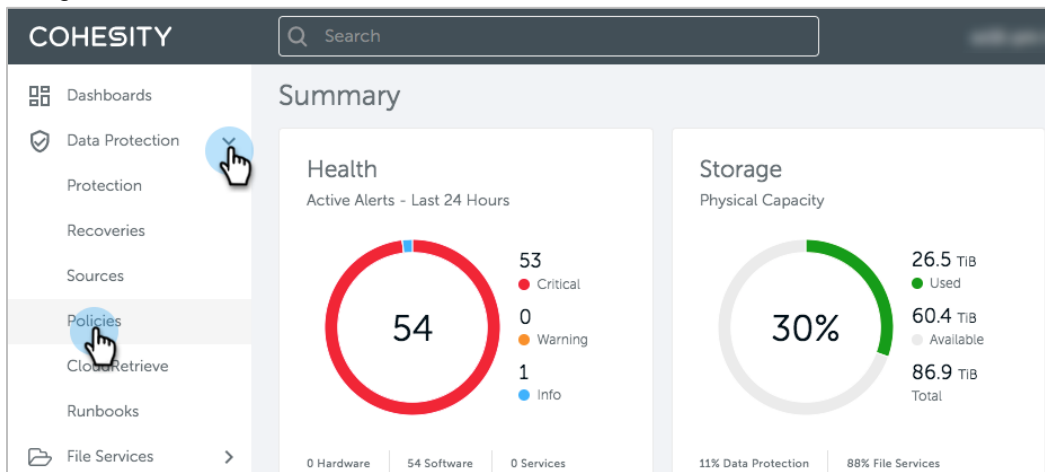 COHESITY
Search
Dashboards
Data Protection
Protection
Recoveries
Sources
Policies
CloudRetrieve
Runbooks
File Services
Summary
Health
Active Alerts - Last 24 Hours
54
53
Critical
0
Warning
1
Info
0 Hardware 54 Software 0 Services
Storage
Physical Capacity
30%
26.5 TiB
Used
60.4 TiB
Available
86.9 TiB
Total
11% Data Protection 88% File Services